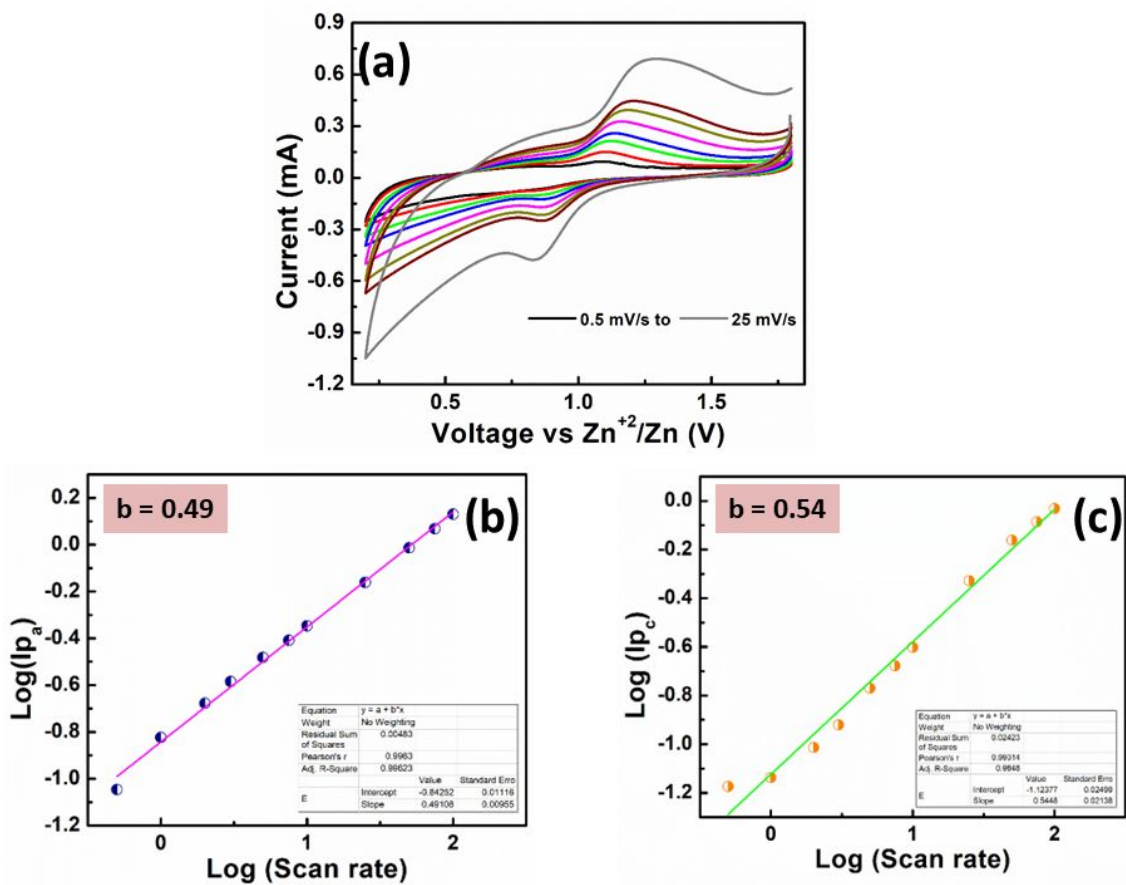 (a)
0.9
0.6
0.3
0.0
-0.3
-0.6
-0.9
-1.2
Current (mA)
0.5 mV/s to 25 mV/s
0.5 1.0 1.5
Voltage vs Zn+2/Zn (V)
b = 0.49
(b)
0.2
0.0
-0.2
-0.4
-0.6
-0.8
-1.0
-1.2
Log(Ipa)
Equation y = a + b*x
Weight No Weighting
Residual Sum of Squares 0.00483
Pearson's r 0.9963
Adj. R-Square 0.99623
Value Standard Erro
E Intercept -0.84252 0.01116
Slope 0.49108 0.00955
0 1 2
Log (Scan rate)
b = 0.54
(c)
0.0
-0.2
-0.4
-0.6
-0.8
-1.0
-1.2
Log (Ipc)
Equation y = a + b*x
Weight No Weighting
Residual Sum of Squares 0.02423
Pearson's r 0.99314
Adj. R-Square 0.9848
Value Standard Erro
E Intercept -1.12377 0.02499
Slope 0.5448 0.02138
0 1 2
Log (Scan rate)